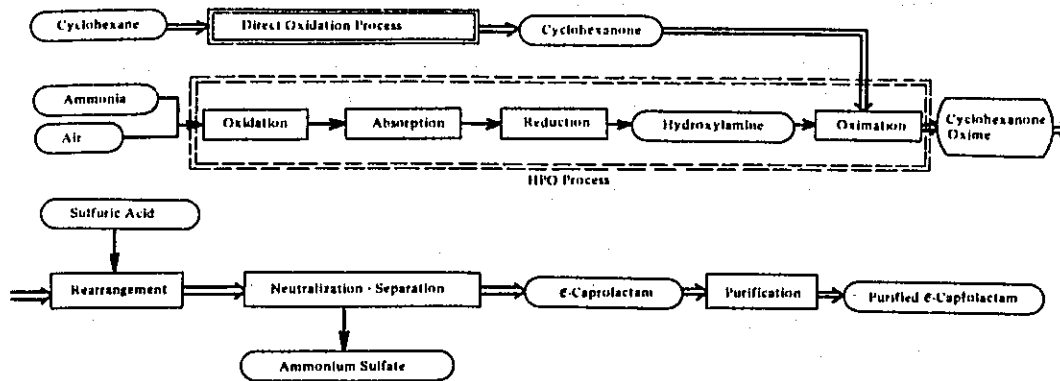 Cyclohexane
Direct Oxidation Process
Cyclohexanone
Ammonia
Air
Oxidation
Absorption
Reduction
Hydroxylamine
Oximation
Cyclohexanone
Oxime
HPO Process
Sulfuric Acid
Rearrangement
Neutralization - Separation
ϵ-Caprolactam
Purification
Purified ϵ-Caprolactam
Ammonium Sulfate